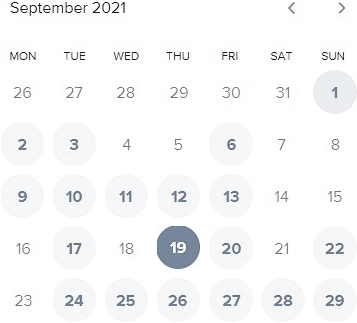 September 2021
MON TUE WED THU FRI SAT SUN
26 27 28 29 30 31 1
2 3 4 5 6 7 8
9 10 11 12 13 14 15
16 17 18 19 20 21 22
23 24 25 26 27 28 29